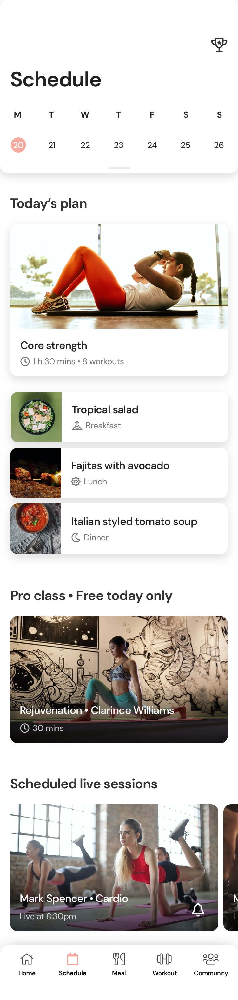 Schedule
M T W T F S S
20 21 22 23 24 25 26
Today’s plan
Core strength
1 h 30 mins • 8 workouts
Tropical salad
Breakfast
Fajitas with avocado
Lunch
Italian styled tomato soup
Dinner
Pro class • Free today only
Rejuvenation • Clarince Williams
30 mins
Scheduled live sessions
Mark Spencer • Cardio
Live at 8:30pm
Home Schedule Meal Workout Community